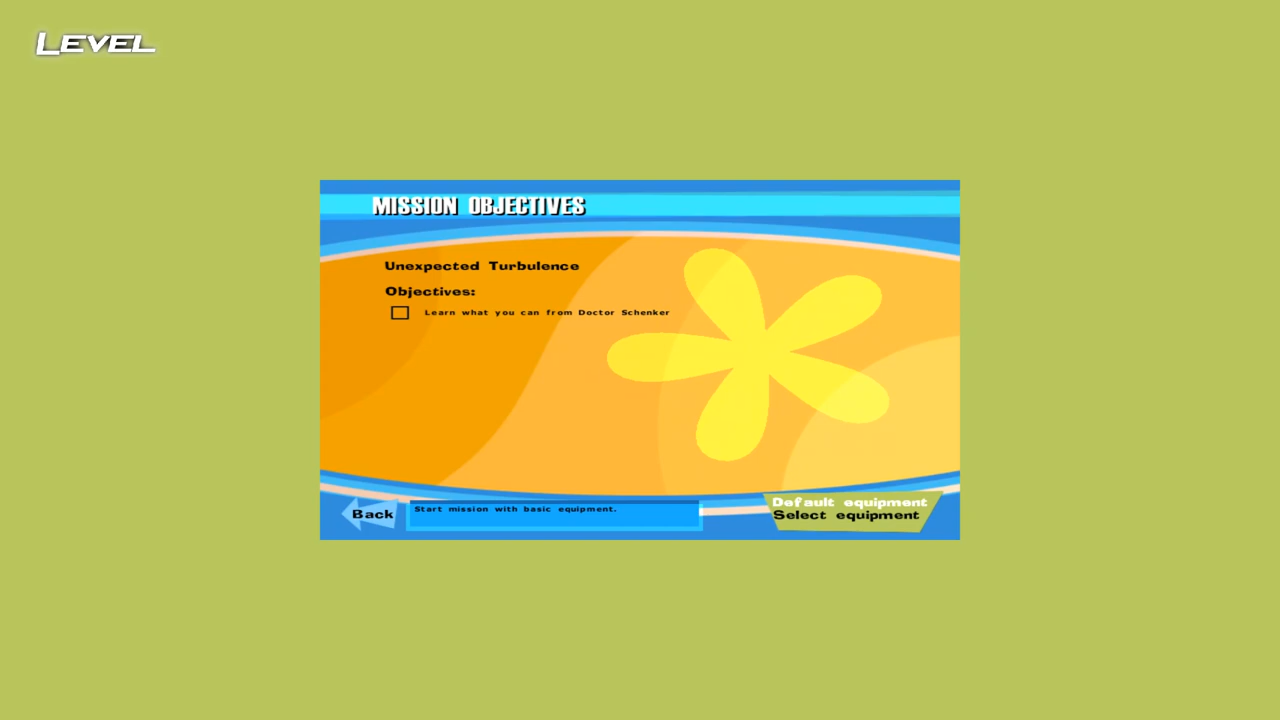 LEVEL
MISSION OBJECTIVES
Unexpected Turbulence
Objectives:
Learn what you can from Doctor Schenker
Default equipment
Back
Start mission with basic equipment.
Select equipment